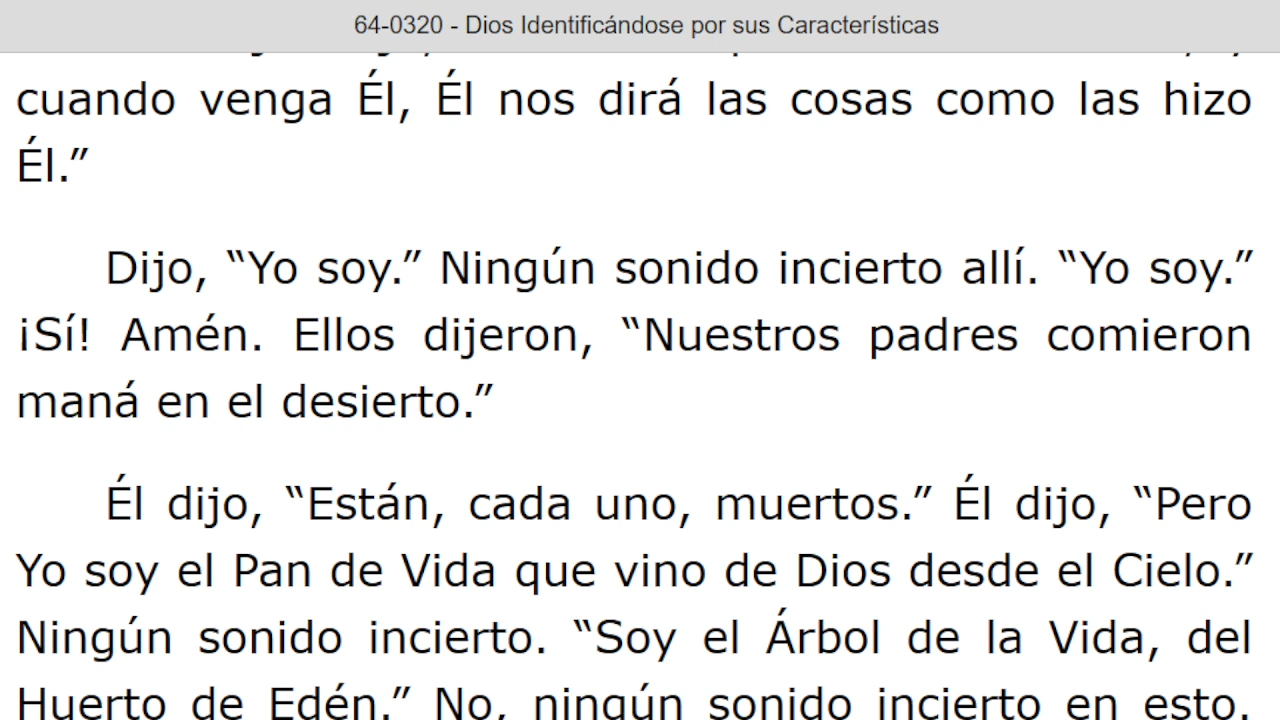 64-0320 - Dios Identificándose por sus Características
cuando venga Él, Él nos dirá las cosas como las hizo
Él.”
Dijo, “Yo soy.” Ningún sonido incierto allí. “Yo soy.”
¡Sí! Amén. Ellos dijeron, “Nuestros padres comieron
maná en el desierto.”
Él dijo, “Están, cada uno, muertos.” Él dijo, “Pero
Yo soy el Pan de Vida que vino de Dios desde el Cielo.”
Ningún sonido incierto. “Soy el Árbol de la Vida, del
Huerto de Edén.” No, ningún sonido incierto en esto.